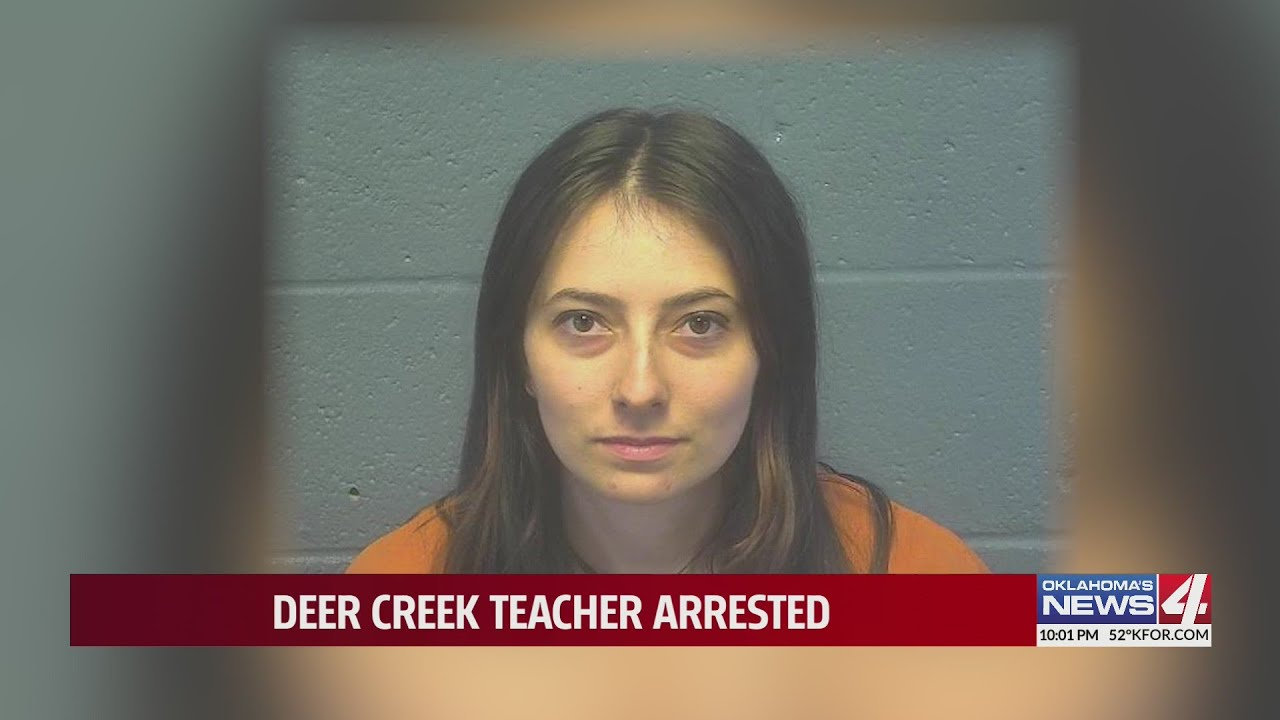 DEER CREEK TEACHER ARRESTED
OKLAHOMA'S
NEWS 4
10:01 PM 52° KFOR.COM